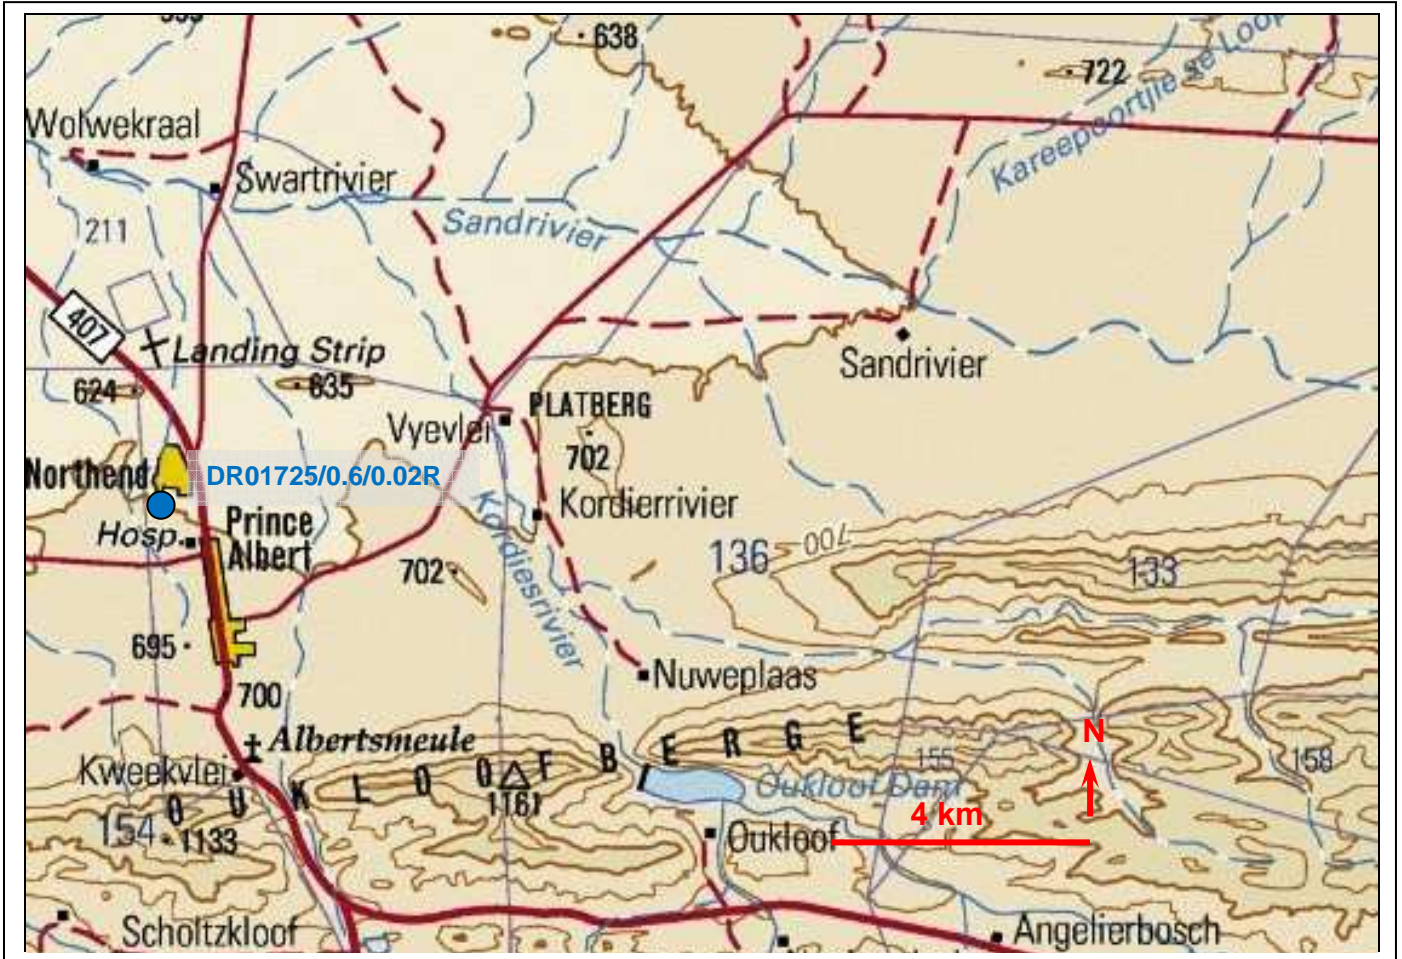 638
722
Kareepoortjie se Loop
Wolwekraal
Swartrivier
Sandrivier
211
407
Landing Strip
624
635
Sandrivier
PLATBERG
Vyevlei
702
Northend
DR01725/0.6/0.02R
Kordierrivier
Hosp.
Prince
Albert
Kordiesrivier
700
136
133
702
695
Nuweplaas
700
Albertsmeule
OUKLOOFBERGE
N
155
158
Kweekvlei
1161
Oukloof Dam
4 km
154
1133
Oukloof
Scholtzkloof
Angelierbosch